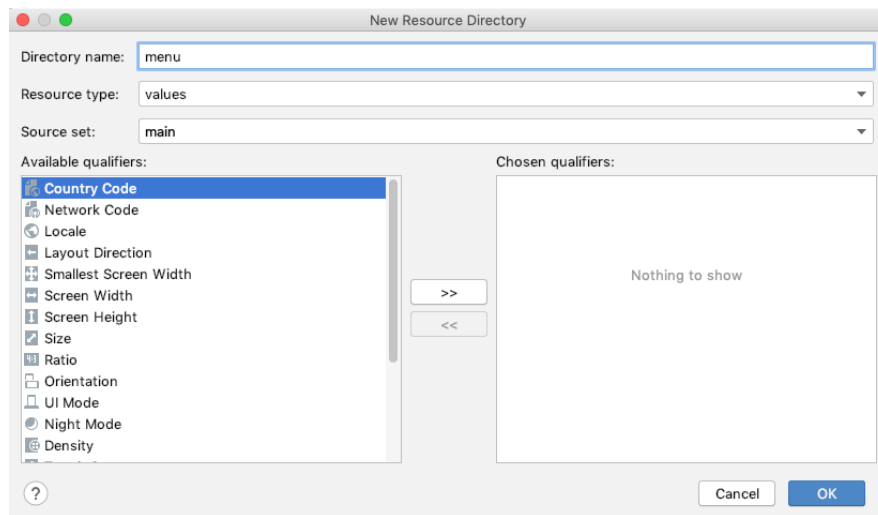 New Resource Directory
Directory name: menu
Resource type: values
Source set: main
Available qualifiers:
Chosen qualifiers:
Country Code
Network Code
Locale
Layout Direction
Smallest Screen Width
Screen Width
Screen Height
Size
Ratio
Orientation
UI Mode
Night Mode
Density
>>
<<
Nothing to show
?
Cancel
OK